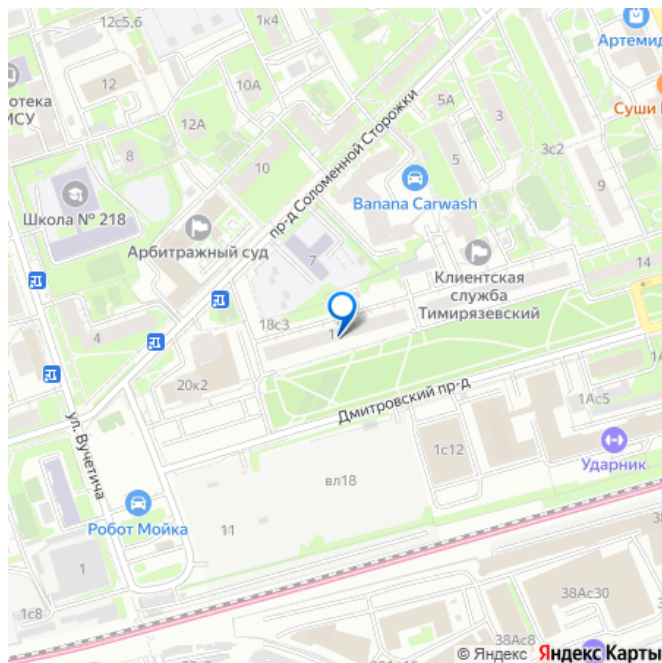 12с5,6
1к4
Артемид
отека
МСУ
12
10А
Суши
12А
5А
3
пр-д Соломенной Сторожки
8
10
5
3с2
9
Banana Carwash
Школа № 218
Арбитражный суд
7
Клиентская
служба
Тимирязевский
14
18с3
1
4
20к2
Дмитровский пр-д
1Ас5
ул. Вучетича
1с12
Ударник
вл18
Робот Мойка
11
1
1с8
38Ас30
38Ас8
© Яндекс Яндекс Карты